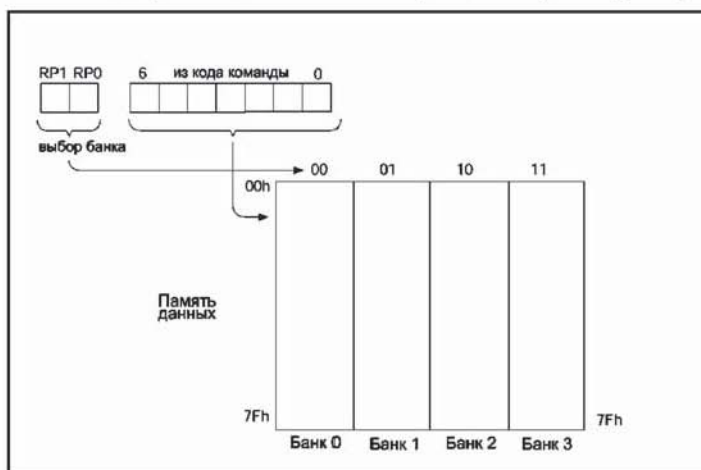 RP1 RP0 6 из кода команды 0
выбор банка
00 01 10 11
00h
Память
данных
7Fh 7Fh
Банк 0 Банк 1 Банк 2 Банк 3